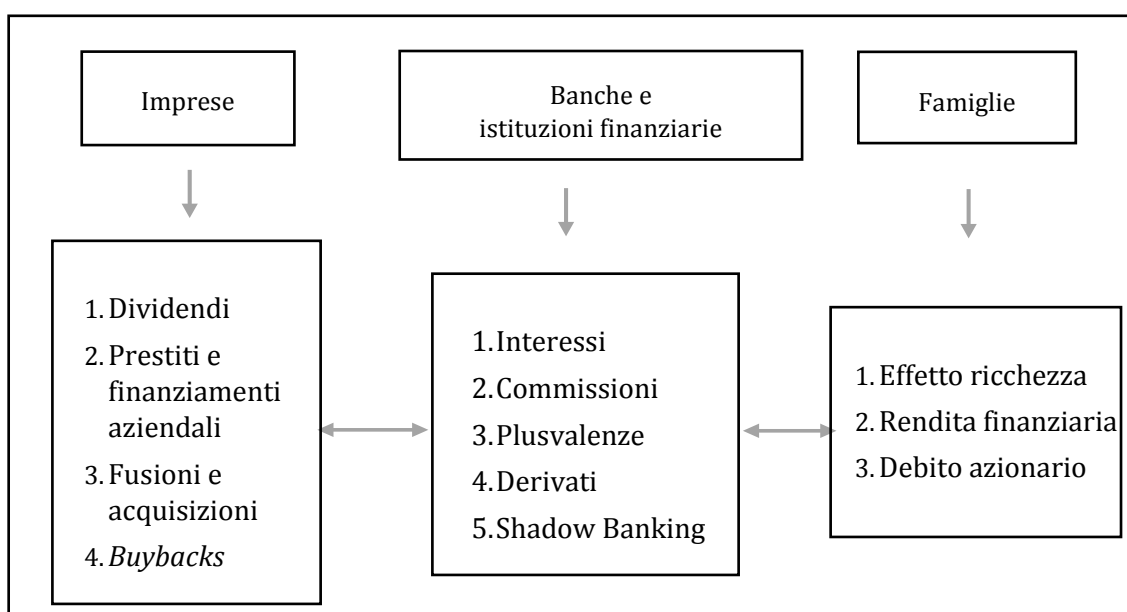 Imprese
Banche e
istituzioni finanziarie
Famiglie
1. Dividendi
2. Prestiti e
finanziamenti
aziendali
3. Fusioni e
acquisizioni
4. Buybacks
1. Interessi
2. Commissioni
3. Plusvalenze
4. Derivati
5. Shadow Banking
1. Effetto ricchezza
2. Rendita finanziaria
3. Debito azionario